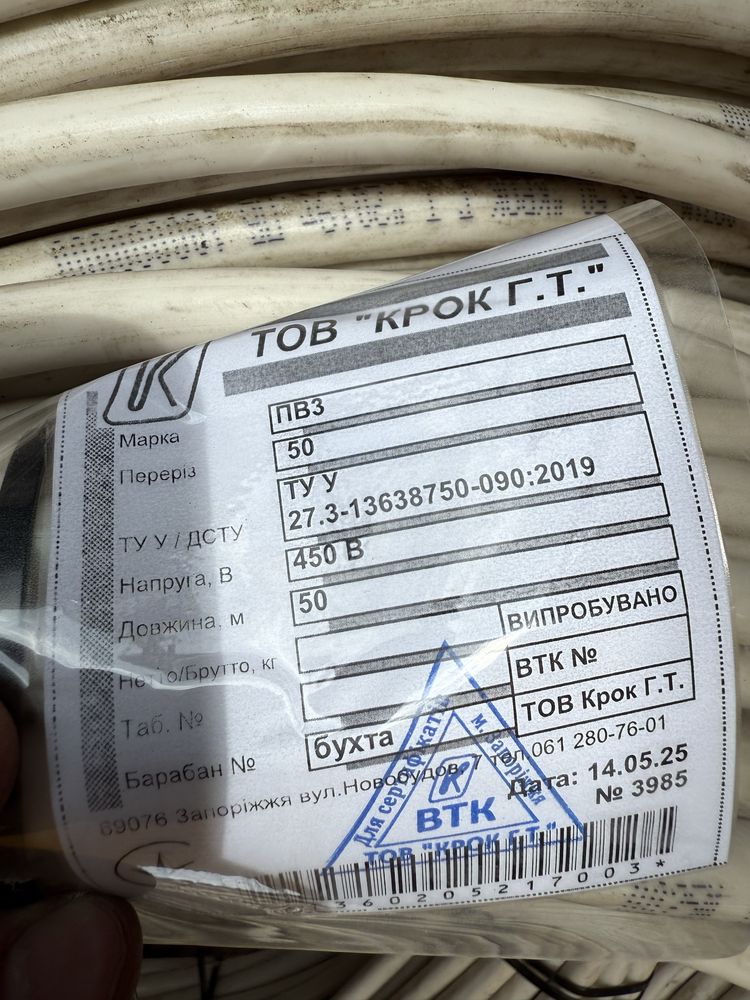 ТОВ "КРОК Г.Т."
Марка ПВ3
Переріз 50
ТУ У / ДСТУ ТУ У
27.3-13638750-090:2019
Напруга, В 450 В
Довжина, м 50
Нетто/Брутто, кг
ВИПРОБУВАНО
Таб. №
ВТК №
Барабан № бухта
ТОВ Крок Г.Т.
69076 Запоріжжя вул.Новобудов, 7 тел 061 280-76-01
Дата: 14.05.25
№ 3985
Для сертифікатів
м. Запоріжжя
К
ВТК
ТОВ "КРОК Г.Т."
360205217003*